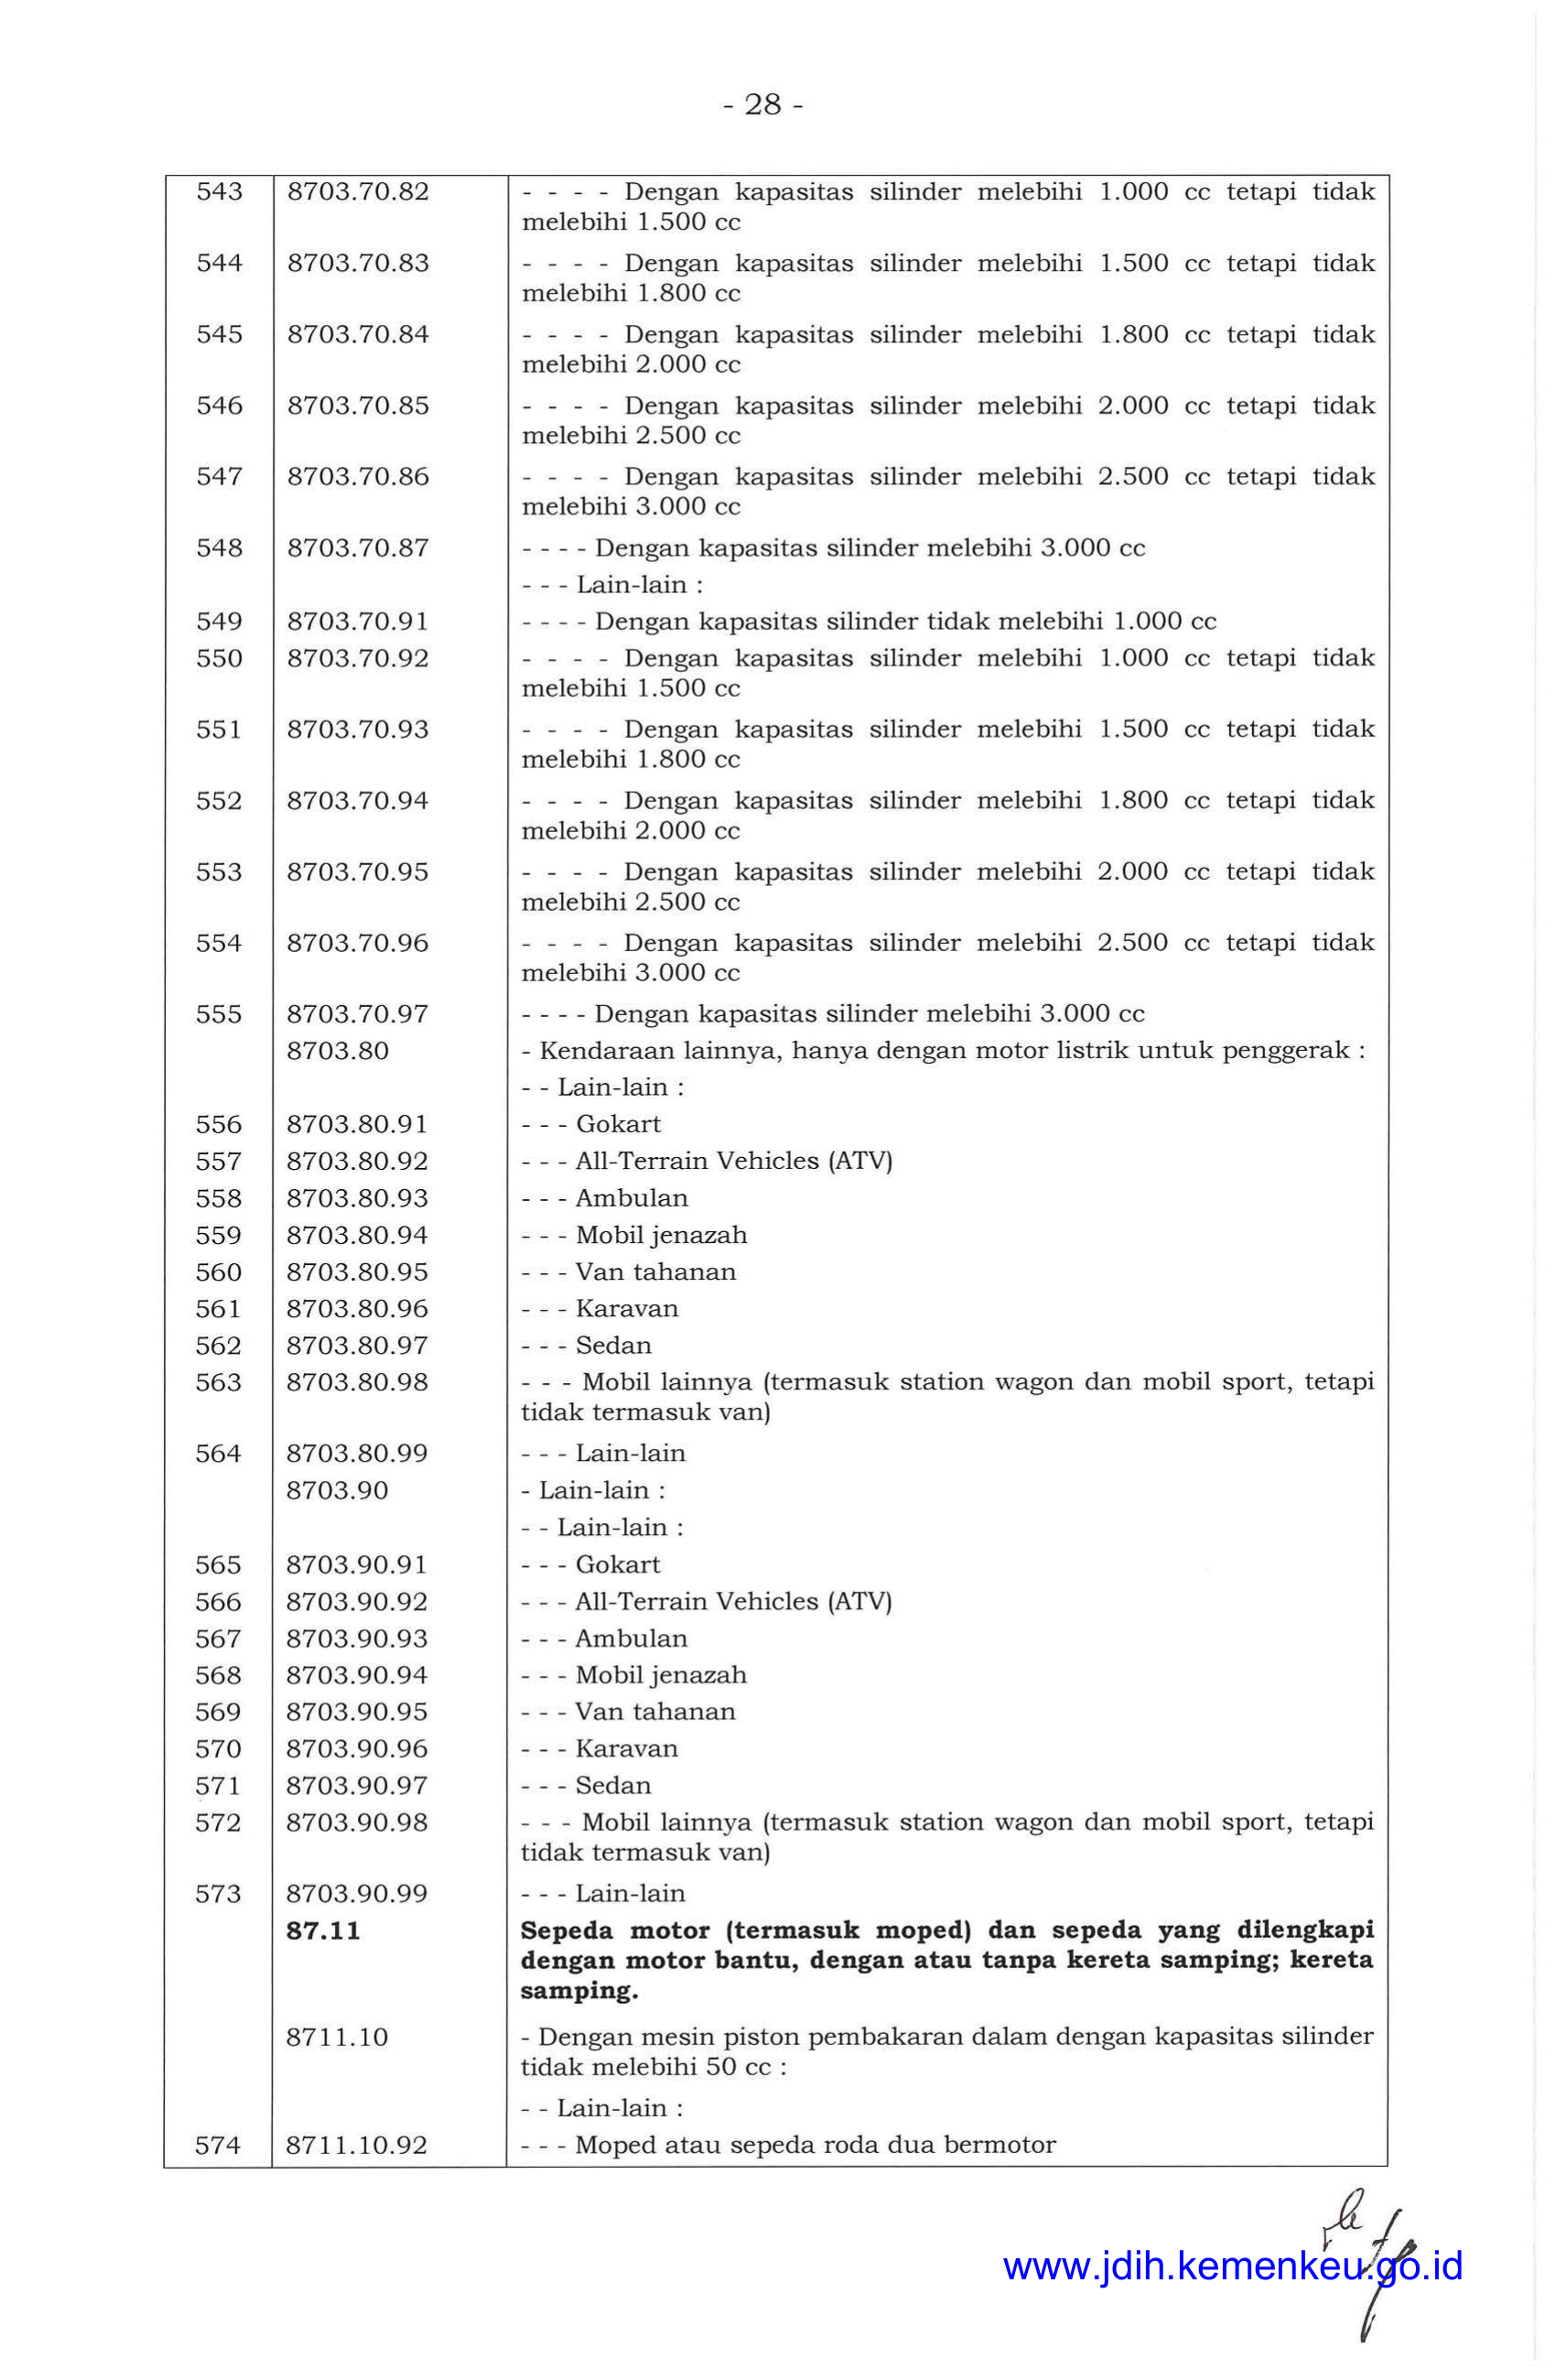 - 28 -
543 8703.70.82 - - - - Dengan kapasitas silinder melebihi 1.000 cc tetapi tidak
melebihi 1.500 cc
544 8703.70.83 - - - - Dengan kapasitas silinder melebihi 1.500 cc tetapi tidak
melebihi 1.800 cc
545 8703.70.84 - - - - Dengan kapasitas silinder melebihi 1.800 cc tetapi tidak
melebihi 2.000 cc
546 8703.70.85 - - - - Dengan kapasitas silinder melebihi 2.000 cc tetapi tidak
melebihi 2.500 cc
547 8703.70.86 - - - - Dengan kapasitas silinder melebihi 2.500 cc tetapi tidak
melebihi 3.000 cc
548 8703.70.87 - - - - Dengan kapasitas silinder melebihi 3.000 cc
- - - Lain-lain :
549 8703.70.91 - - - - Dengan kapasitas silinder tidak melebihi 1.000 cc
550 8703.70.92 - - - - Dengan kapasitas silinder melebihi 1.000 cc tetapi tidak
melebihi 1.500 cc
551 8703.70.93 - - - - Dengan kapasitas silinder melebihi 1.500 cc tetapi tidak
melebihi 1.800 cc
552 8703.70.94 - - - - Dengan kapasitas silinder melebihi 1.800 cc tetapi tidak
melebihi 2.000 cc
553 8703.70.95 - - - - Dengan kapasitas silinder melebihi 2.000 cc tetapi tidak
melebihi 2.500 cc
554 8703.70.96 - - - - Dengan kapasitas silinder melebihi 2.500 cc tetapi tidak
melebihi 3.000 cc
555 8703.70.97 - - - - Dengan kapasitas silinder melebihi 3.000 cc
8703.80 - Kendaraan lainnya, hanya dengan motor listrik untuk penggerak :
- - Lain-lain :
556 8703.80.91 - - - Gokart
557 8703.80.92 - - - All-Terrain Vehicles (ATV)
558 8703.80.93 - - - Ambulan
559 8703.80.94 - - - Mobil jenazah
560 8703.80.95 - - - Van tahanan
561 8703.80.96 - - - Karavan
562 8703.80.97 - - - Sedan
563 8703.80.98 - - - Mobil lainnya (termasuk station wagon dan mobil sport, tetapi
tidak termasuk van)
564 8703.80.99 - - - Lain-lain
8703.90 - Lain-lain :
- - Lain-lain :
565 8703.90.91 - - - Gokart
566 8703.90.92 - - - All-Terrain Vehicles (ATV)
567 8703.90.93 - - - Ambulan
568 8703.90.94 - - - Mobil jenazah
569 8703.90.95 - - - Van tahanan
570 8703.90.96 - - - Karavan
571 8703.90.97 - - - Sedan
572 8703.90.98 - - - Mobil lainnya (termasuk station wagon dan mobil sport, tetapi
tidak termasuk van)
573 8703.90.99 - - - Lain-lain
87.11 Sepeda motor (termasuk moped) dan sepeda yang dilengkapi
dengan motor bantu, dengan atau tanpa kereta samping; kereta
samping.
8711.10 - Dengan mesin piston pembakaran dalam dengan kapasitas silinder
tidak melebihi 50 cc :
- - Lain-lain :
574 8711.10.92 - - - Moped atau sepeda roda dua bermotor
www.jdih.kemenkeu.go.id